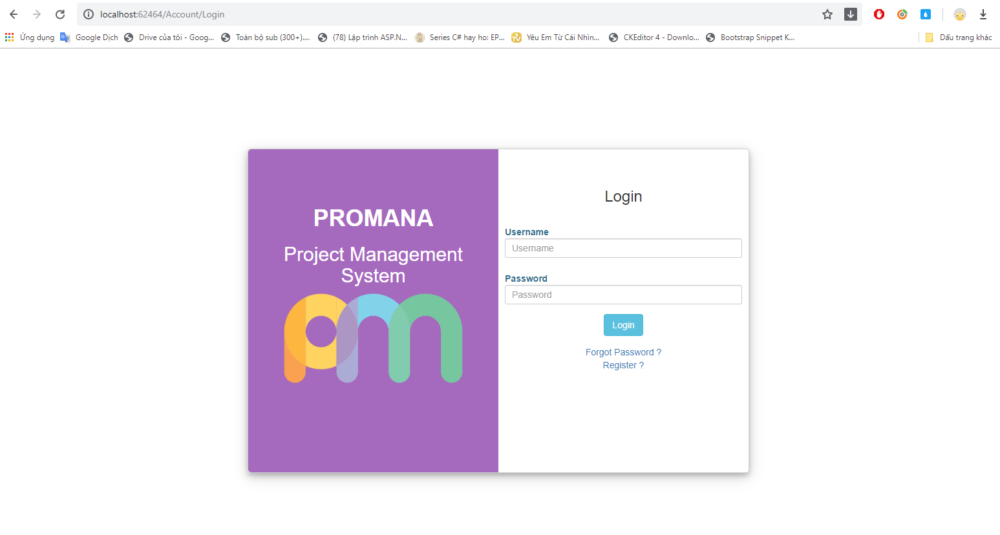 localhost:62464/Account/Login
Ứng dụng Google Dịch Drive của tôi - Goog... Toàn bộ sub (300+).... (78) Lập trình ASP.N... Series C# hay ho: EP... Yêu Em Từ Cái Nhìn... CKEditor 4 - Downlo... Bootstrap Snippet K... Dấu trang khác
PROMANA
Project Management
System
pm
Login
Username
Username
Password
Password
Login
Forgot Password ?
Register ?